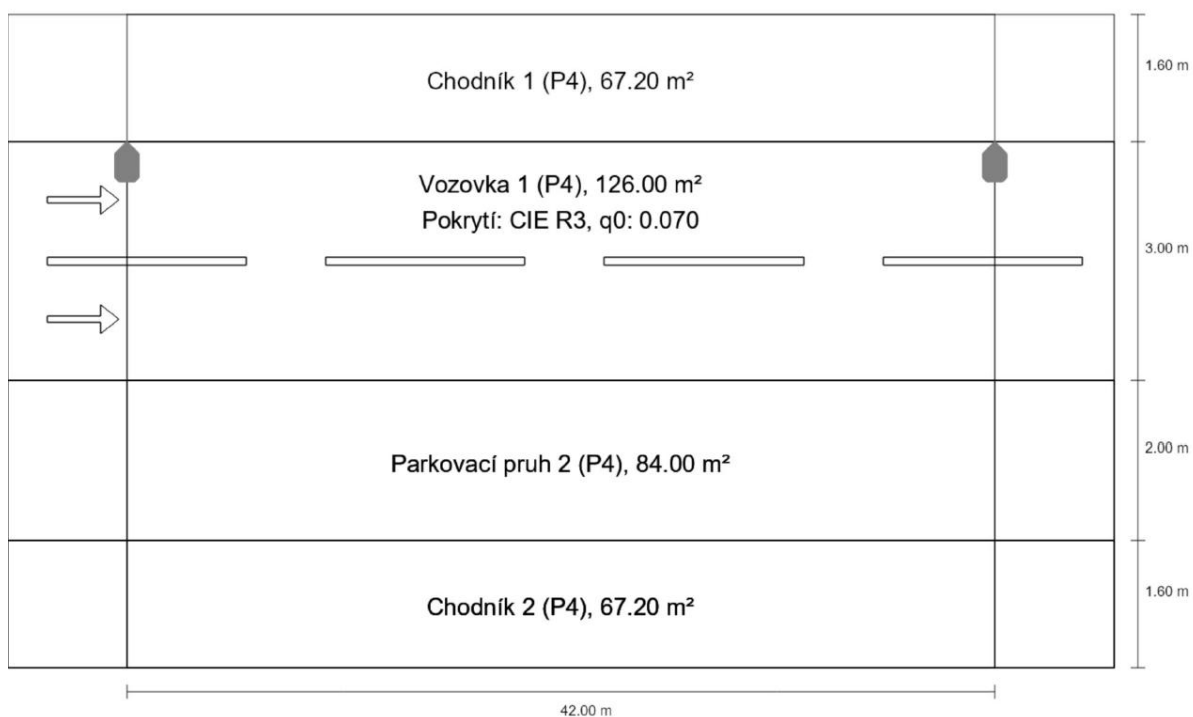 Chodník 1 (P4), 67.20 m²
1.60 m
Vozovka 1 (P4), 126.00 m²
Pokrytí: CIE R3, q0: 0.070
3.00 m
Parkovací pruh 2 (P4), 84.00 m²
2.00 m
Chodník 2 (P4), 67.20 m²
1.60 m
42.00 m